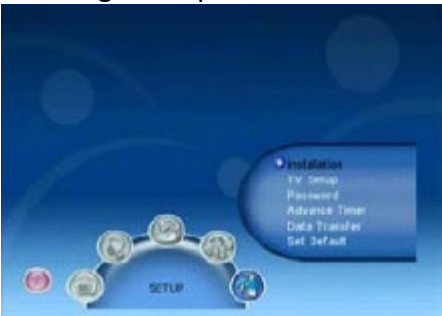 Installation
TV Setup
Password
Advance Timer
Data Transfer
Set Default
SETUP